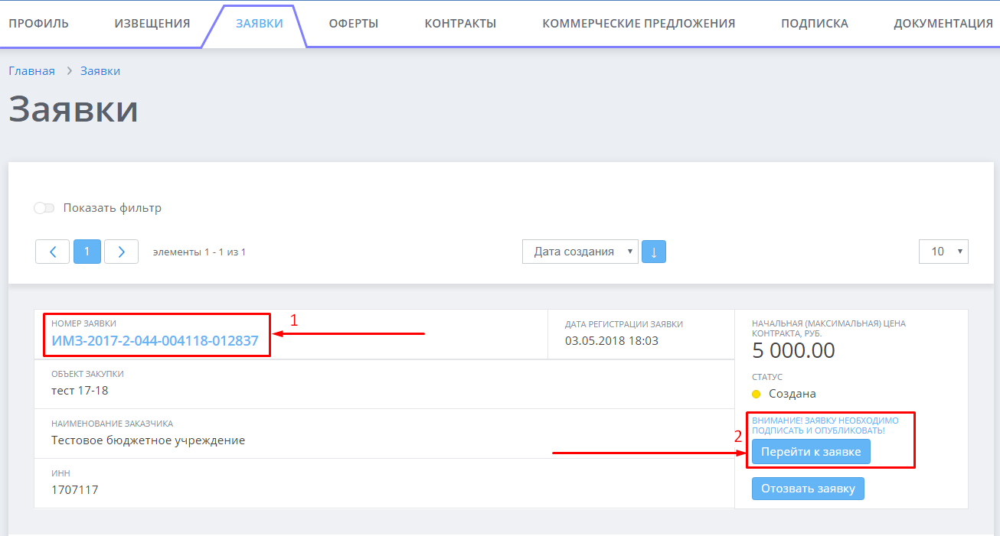 ПРОФИЛЬ ИЗВЕЩЕНИЯ ЗАЯВКИ ОФЕРТЫ КОНТРАКТЫ КОММЕРЧЕСКИЕ ПРЕДЛОЖЕНИЯ ПОДПИСКА ДОКУМЕНТАЦИЯ
Главная > Заявки
Заявки
Показать фильтр
< 1 > элементы 1 - 1 из 1 Дата создания ▾ ↓ 10 ▾
НОМЕР ЗАЯВКИ
ИМЗ-2017-2-044-004118-012837
1
ДАТА РЕГИСТРАЦИИ ЗАЯВКИ
03.05.2018 18:03
НАЧАЛЬНАЯ (МАКСИМАЛЬНАЯ) ЦЕНА
КОНТРАКТА, РУБ.
5 000.00
ОБЪЕКТ ЗАКУПКИ
тест 17-18
СТАТУС
Создана
НАИМЕНОВАНИЕ ЗАКАЗЧИКА
Тестовое бюджетное учреждение
2
ВНИМАНИЕ! ЗАЯВКУ НЕОБХОДИМО
ПОДПИСАТЬ И ОПУБЛИКОВАТЬ!
Перейти к заявке
ИНН
1707117
Отозвать заявку